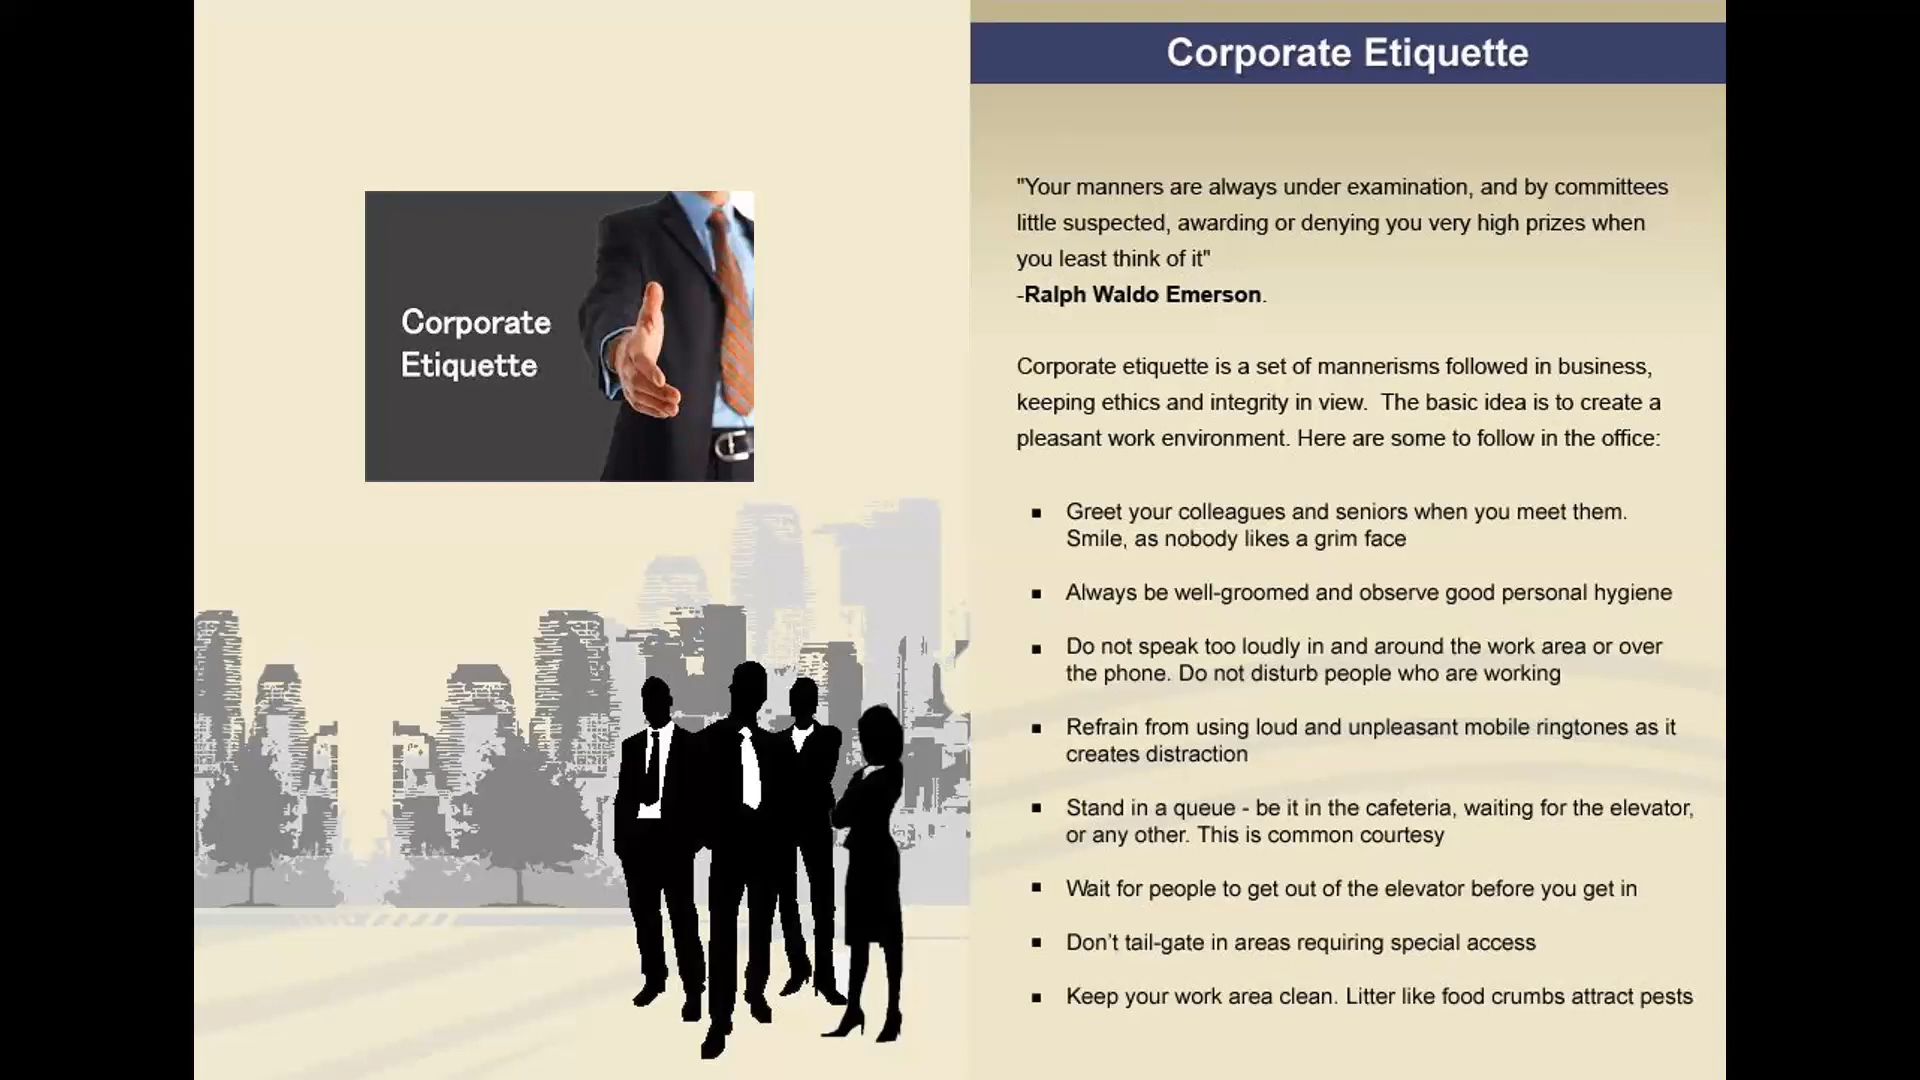 Corporate Etiquette
Corporate
Etiquette
"Your manners are always under examination, and by committees
little suspected, awarding or denying you very high prizes when
you least think of it"
-Ralph Waldo Emerson.
Corporate etiquette is a set of mannerisms followed in business,
keeping ethics and integrity in view.  The basic idea is to create a
pleasant work environment. Here are some to follow in the office:
▪ Greet your colleagues and seniors when you meet them.
Smile, as nobody likes a grim face
▪ Always be well-groomed and observe good personal hygiene
▪ Do not speak too loudly in and around the work area or over
the phone. Do not disturb people who are working
▪ Refrain from using loud and unpleasant mobile ringtones as it
creates distraction
▪ Stand in a queue - be it in the cafeteria, waiting for the elevator,
or any other. This is common courtesy
▪ Wait for people to get out of the elevator before you get in
▪ Don’t tail-gate in areas requiring special access
▪ Keep your work area clean. Litter like food crumbs attract pests